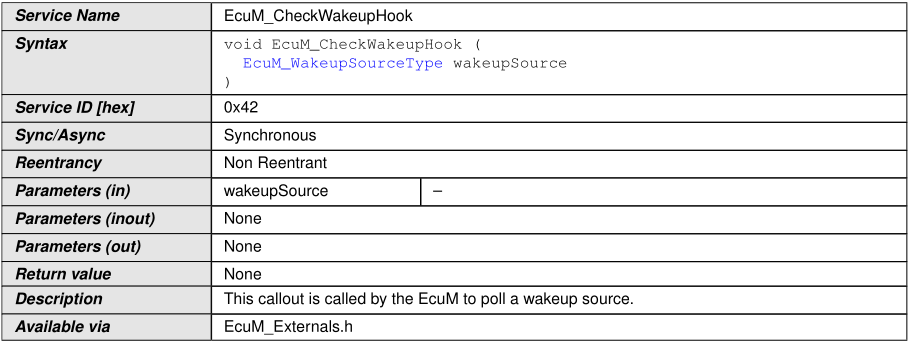 Service Name EcuM_CheckWakeupHook
Syntax void EcuM_CheckWakeupHook (
EcuM_WakeupSourceType wakeupSource
)
Service ID [hex] 0x42
Sync/Async Synchronous
Reentrancy Non Reentrant
Parameters (in) wakeupSource –
Parameters (inout) None
Parameters (out) None
Return value None
Description This callout is called by the EcuM to poll a wakeup source.
Available via EcuM_Externals.h